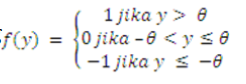 f(y) = { 1 jika y > θ
0 jika -θ < y ≤ θ
-1 jika y ≤ -θ